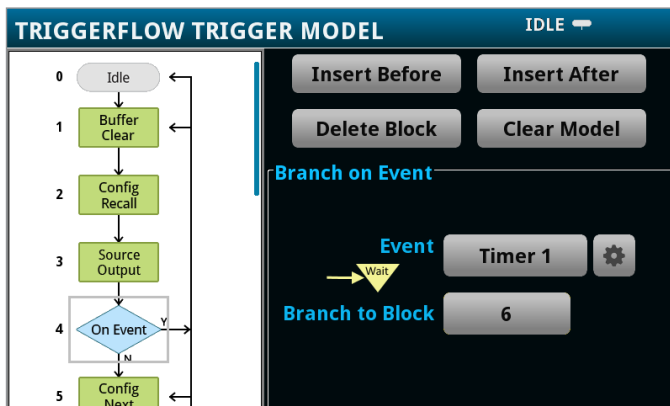 TRIGGERFLOW TRIGGER MODEL
IDLE
0
Idle
1
Buffer
Clear
2
Config
Recall
3
Source
Output
4
On Event
Y
N
5
Config
Next
Insert Before
Insert After
Delete Block
Clear Model
Branch on Event
Event
Timer 1
Wait
Branch to Block
6